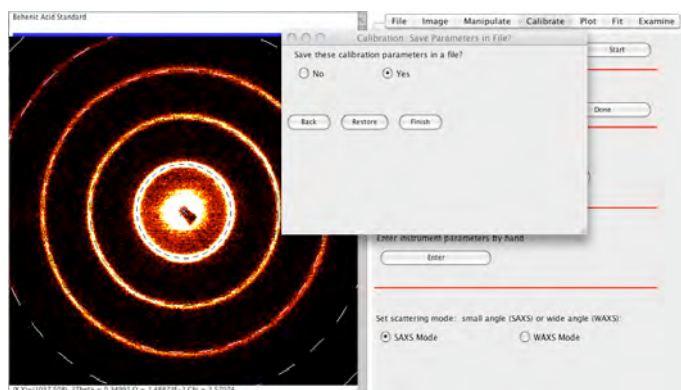 Behenic Acid Standard
File Image Manipulate Calibrate Plot Fit Examine
Calibration: Save Parameters in File?
Save these calibration parameters in a file?
No Yes
Start
Back Restore Finish
Done
Enter instrument parameters by hand
Enter
Set scattering mode: small angle (SAXS) or wide angle (WAXS):
SAXS Mode WAXS Mode